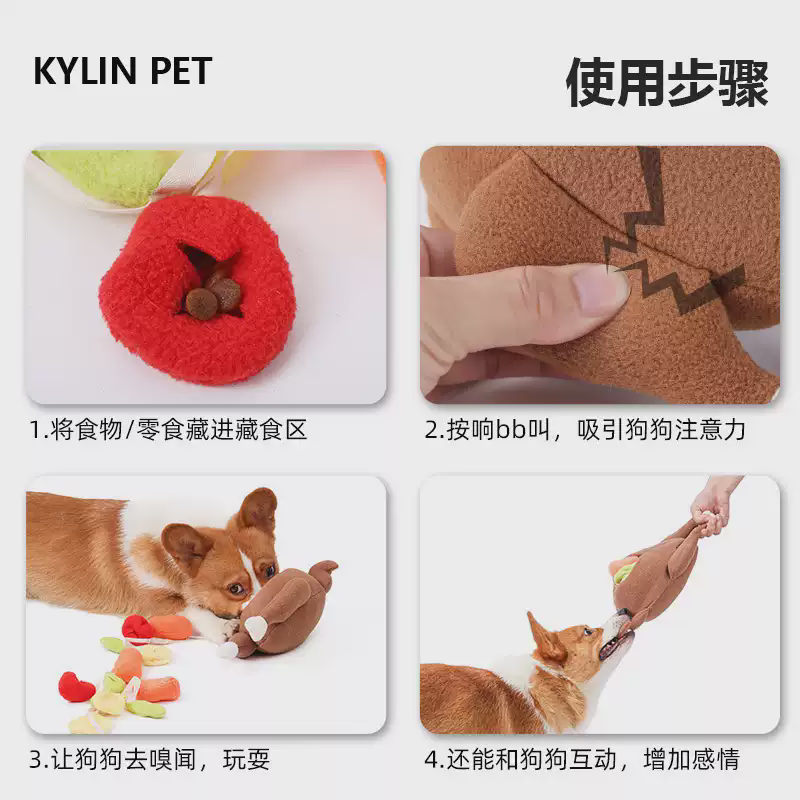 KYLIN PET
使用步骤
1.将食物/零食藏进藏食区
2.按响bb叫，吸引狗狗注意力
3.让狗狗去嗅闻，玩耍
4.还能和狗狗互动，增加感情